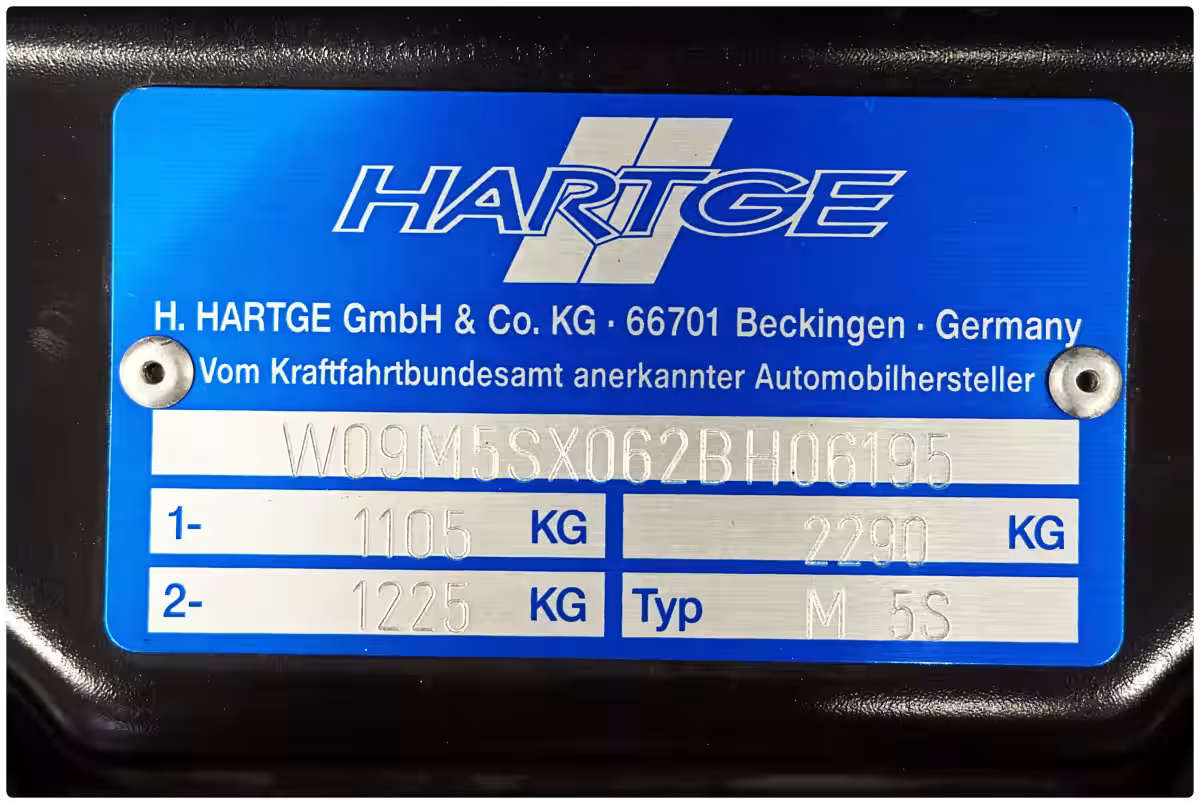 HARTGE
H. HARTGE GmbH & Co. KG · 66701 Beckingen · Germany
Vom Kraftfahrtbundesamt anerkannter Automobilhersteller
W09M5SX062BH06195
1- 1105 KG 2290 KG
2- 1225 KG Typ M 5S